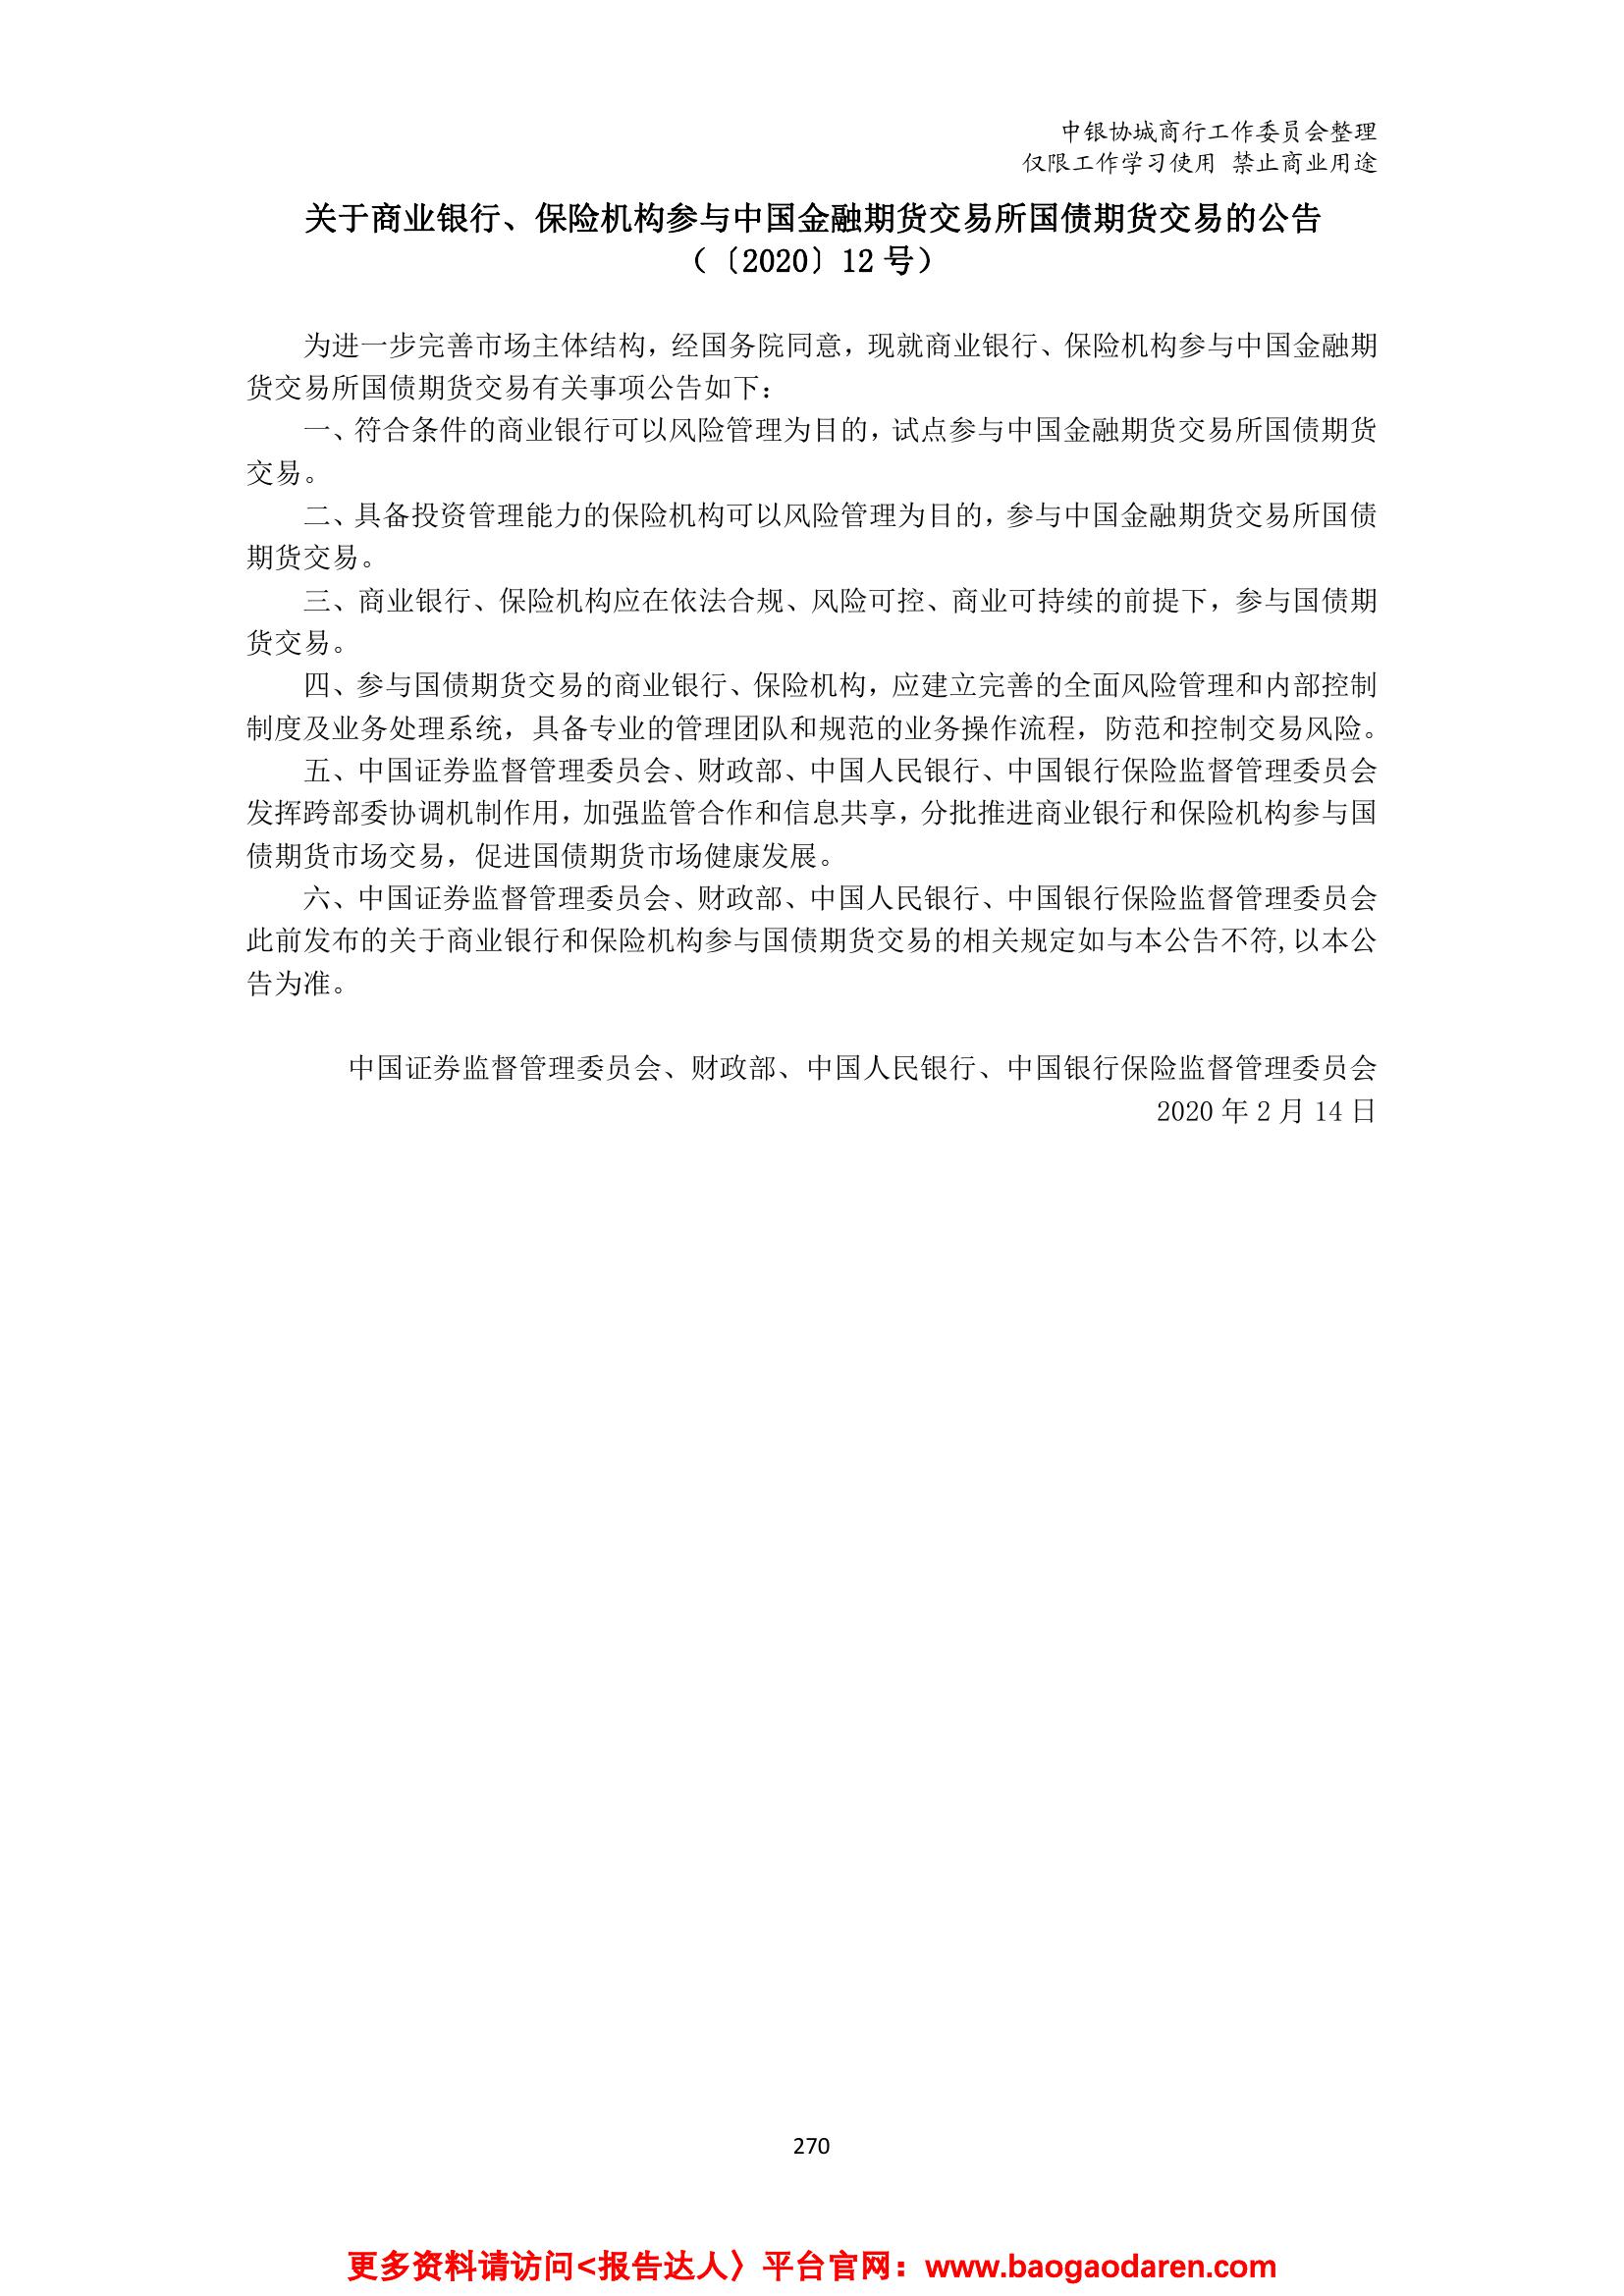 中银协城商行工作委员会整理
仅限工作学习使用 禁止商业用途
关于商业银行、保险机构参与中国金融期货交易所国债期货交易的公告
（〔2020〕12 号）
为进一步完善市场主体结构，经国务院同意，现就商业银行、保险机构参与中国金融期
货交易所国债期货交易有关事项公告如下：
一、符合条件的商业银行可以风险管理为目的，试点参与中国金融期货交易所国债期货
交易。
二、具备投资管理能力的保险机构可以风险管理为目的，参与中国金融期货交易所国债
期货交易。
三、商业银行、保险机构应在依法合规、风险可控、商业可持续的前提下，参与国债期
货交易。
四、参与国债期货交易的商业银行、保险机构，应建立完善的全面风险管理和内部控制
制度及业务处理系统，具备专业的管理团队和规范的业务操作流程，防范和控制交易风险。
五、中国证券监督管理委员会、财政部、中国人民银行、中国银行保险监督管理委员会
发挥跨部委协调机制作用，加强监管合作和信息共享，分批推进商业银行和保险机构参与国
债期货市场交易，促进国债期货市场健康发展。
六、中国证券监督管理委员会、财政部、中国人民银行、中国银行保险监督管理委员会
此前发布的关于商业银行和保险机构参与国债期货交易的相关规定如与本公告不符,以本公
告为准。
中国证券监督管理委员会、财政部、中国人民银行、中国银行保险监督管理委员会
2020 年 2 月 14 日
270
更多资料请访问<报告达人〉平台官网：www.baogaodaren.com